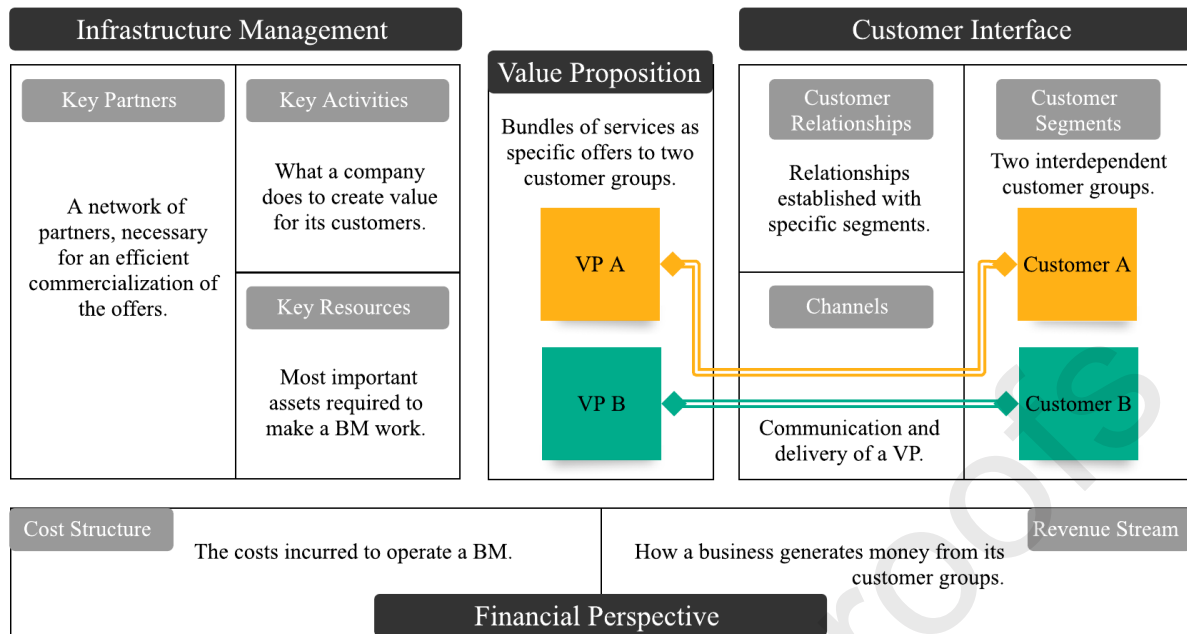 Infrastructure Management
Key Partners
A network of
partners, necessary
for an efficient
commercialization of
the offers.
Key Activities
What a company
does to create value
for its customers.
Key Resources
Most important
assets required to
make a BM work.
Value Proposition
Bundles of services as
specific offers to two
customer groups.
VP A
VP B
Customer Interface
Customer
Relationships
Relationships
established with
specific segments.
Channels
Communication and
delivery of a VP.
Customer
Segments
Two interdependent
customer groups.
Customer A
Customer B
Cost Structure
The costs incurred to operate a BM.
Revenue Stream
How a business generates money from its
customer groups.
Financial Perspective
roofs